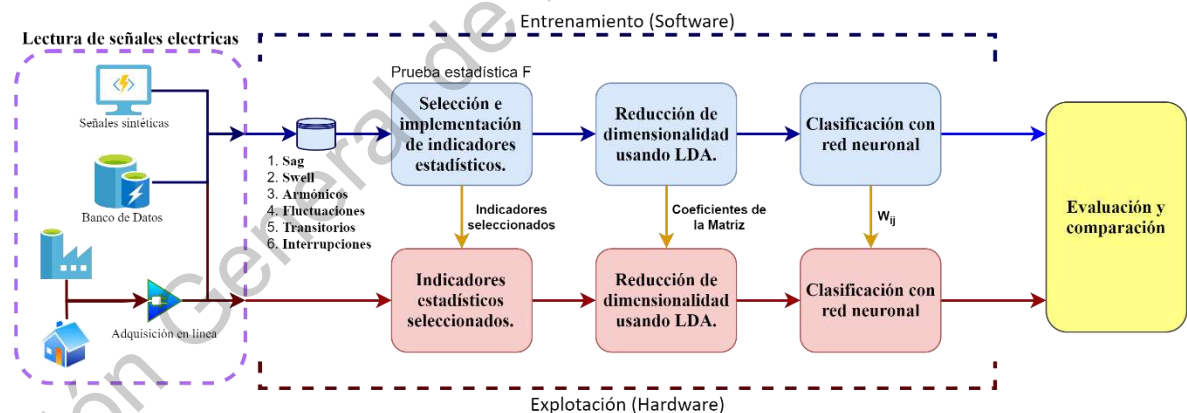 Entrenamiento (Software)
Lectura de señales electricas
Señales sintéticas
Banco de Datos
Adquisición en línea
1. Sag
2. Swell
3. Armónicos
4. Fluctuaciones
5. Transitorios
6. Interrupciones
Prueba estadística F
Selección e
implementación
de indicadores
estadísticos.
Reducción de
dimensionalidad
usando LDA.
Clasificación con
red neuronal
Indicadores
seleccionados
Coeficientes de
la Matriz
Wij
Indicadores
estadísticos
seleccionados.
Reducción de
dimensionalidad
usando LDA.
Clasificación con
red neuronal
Evaluación y
comparación
Explotación (Hardware)
ión General de